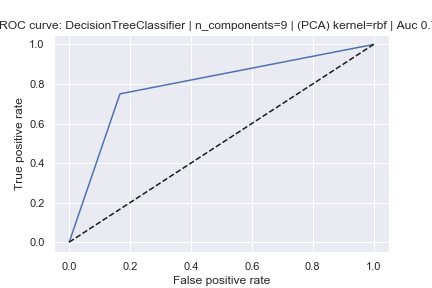 ROC curve: DecisionTreeClassifier | n_components=9 | (PCA) kernel=rbf | Auc 0.
1.0
0.8
0.6
0.4
0.2
0.0
True positive rate
0.0 0.2 0.4 0.6 0.8 1.0
False positive rate